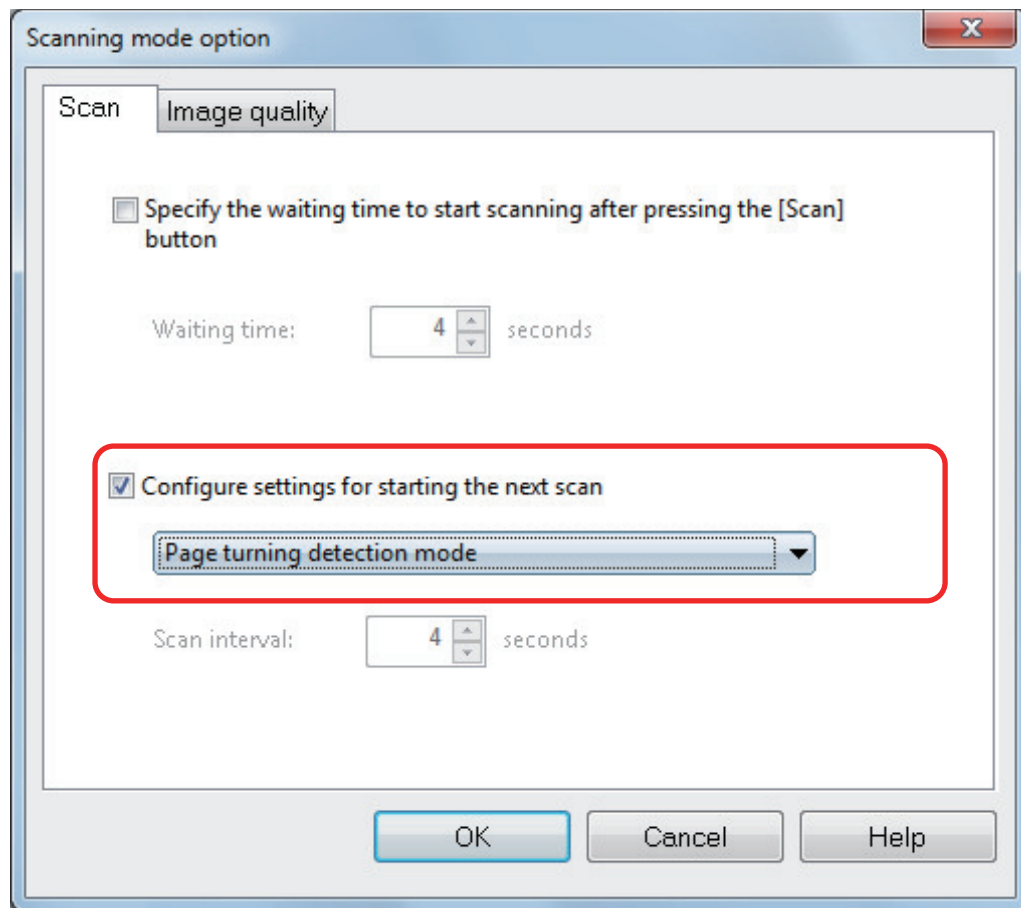 Scanning mode option
Scan
Image quality
Specify the waiting time to start scanning after pressing the [Scan]
button
Waiting time: 4 seconds
Configure settings for starting the next scan
Page turning detection mode
Scan interval: 4 seconds
OK Cancel Help